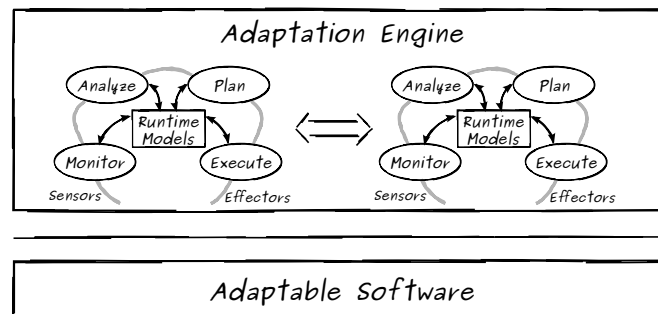 Adaptation Engine
Analyze Plan Analyze Plan
Runtime Runtime
Models Models
Monitor Execute Monitor Execute
Sensors Effectors Sensors Effectors
Adaptable Software